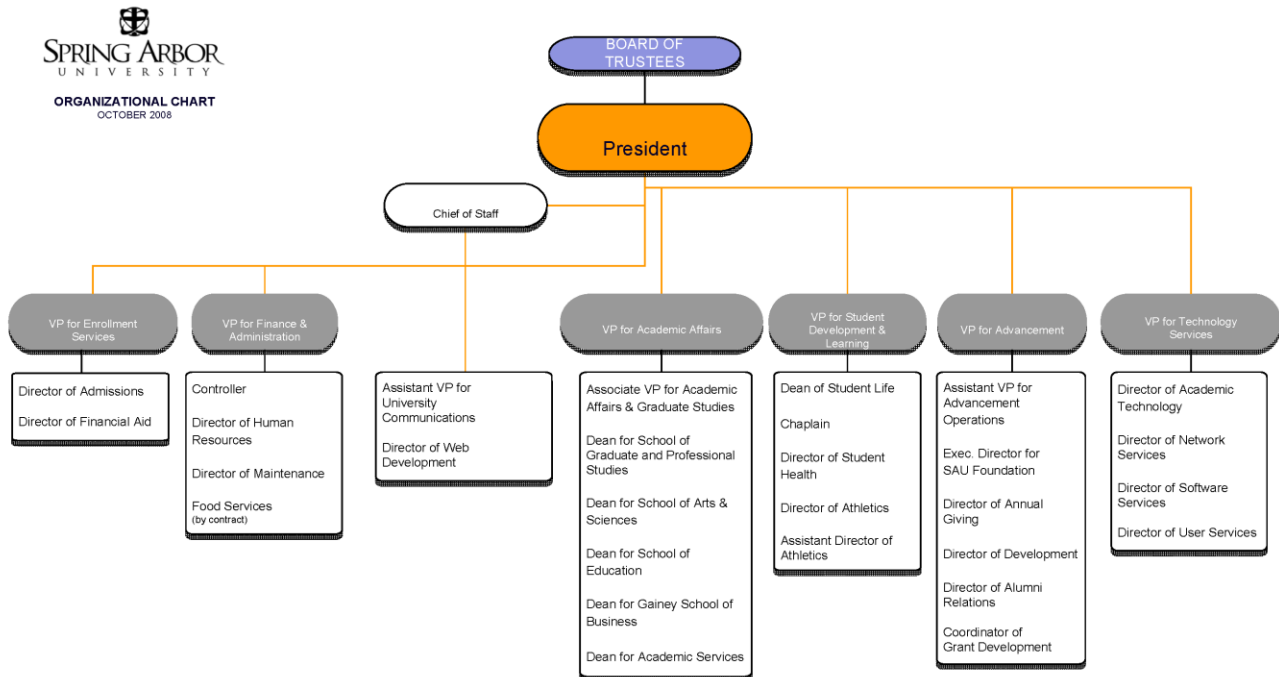 SPRING ARBOR
UNIVERSITY
ORGANIZATIONAL CHART
OCTOBER 2008
BOARD OF
TRUSTEES
President
Chief of Staff
VP for Enrollment
Services
Director of Admissions
Director of Financial Aid
VP for Finance &
Administration
Controller
Director of Human
Resources
Director of Maintenance
Food Services
(by contract)
Assistant VP for
University
Communications
Director of Web
Development
VP for Academic Affairs
Associate VP for Academic
Affairs & Graduate Studies
Dean for School of
Graduate and Professional
Studies
Dean for School of Arts &
Sciences
Dean for School of
Education
Dean for Gainey School of
Business
Dean for Academic Services
VP for Student
Development &
Learning
Dean of Student Life
Chaplain
Director of Student
Health
Director of Athletics
Assistant Director of
Athletics
VP for Advancement
Assistant VP for
Advancement
Operations
Exec. Director for
SAU Foundation
Director of Annual
Giving
Director of Development
Director of Alumni
Relations
Coordinator of
Grant Development
VP for Technology
Services
Director of Academic
Technology
Director of Network
Services
Director of Software
Services
Director of User Services